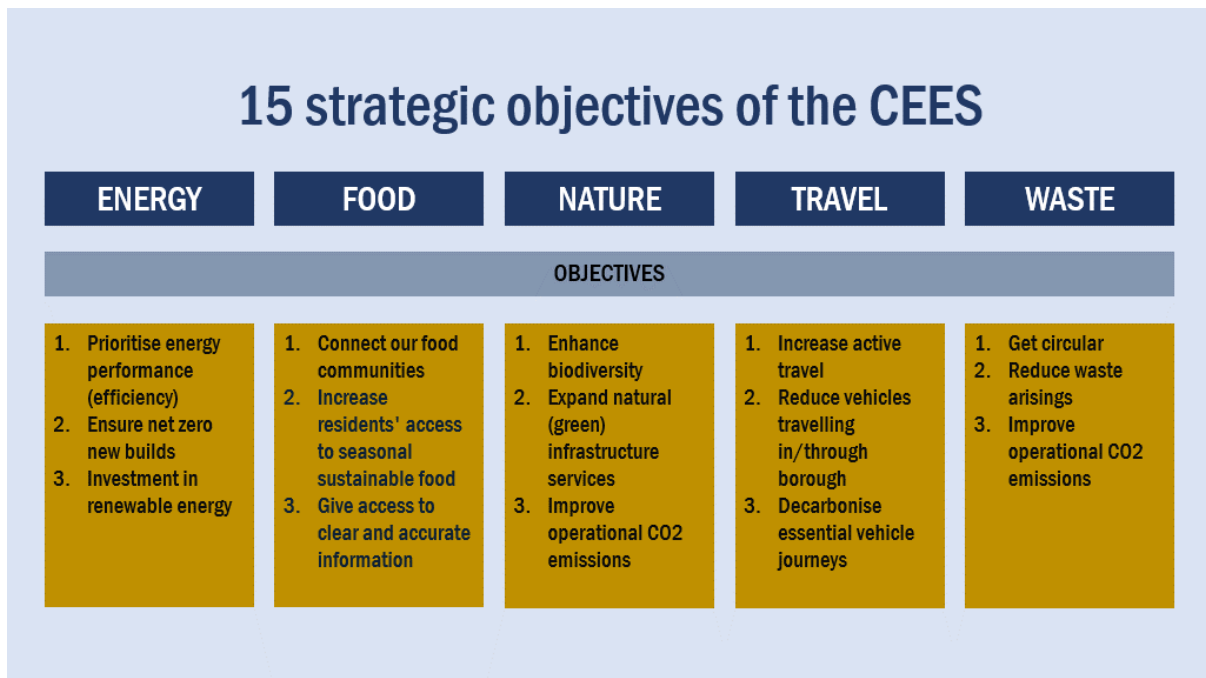 15 strategic objectives of the CEES
ENERGY
FOOD
NATURE
TRAVEL
WASTE
OBJECTIVES
1. Prioritise energy
performance
(efficiency)
2. Ensure net zero
new builds
3. Investment in
renewable energy
1. Connect our food
communities
2. Increase
residents' access
to seasonal
sustainable food
3. Give access to
clear and accurate
information
1. Enhance
biodiversity
2. Expand natural
(green)
infrastructure
services
3. Improve
operational CO2
emissions
1. Increase active
travel
2. Reduce vehicles
travelling
in/through
borough
3. Decarbonise
essential vehicle
journeys
1. Get circular
2. Reduce waste
arisings
3. Improve
operational CO2
emissions